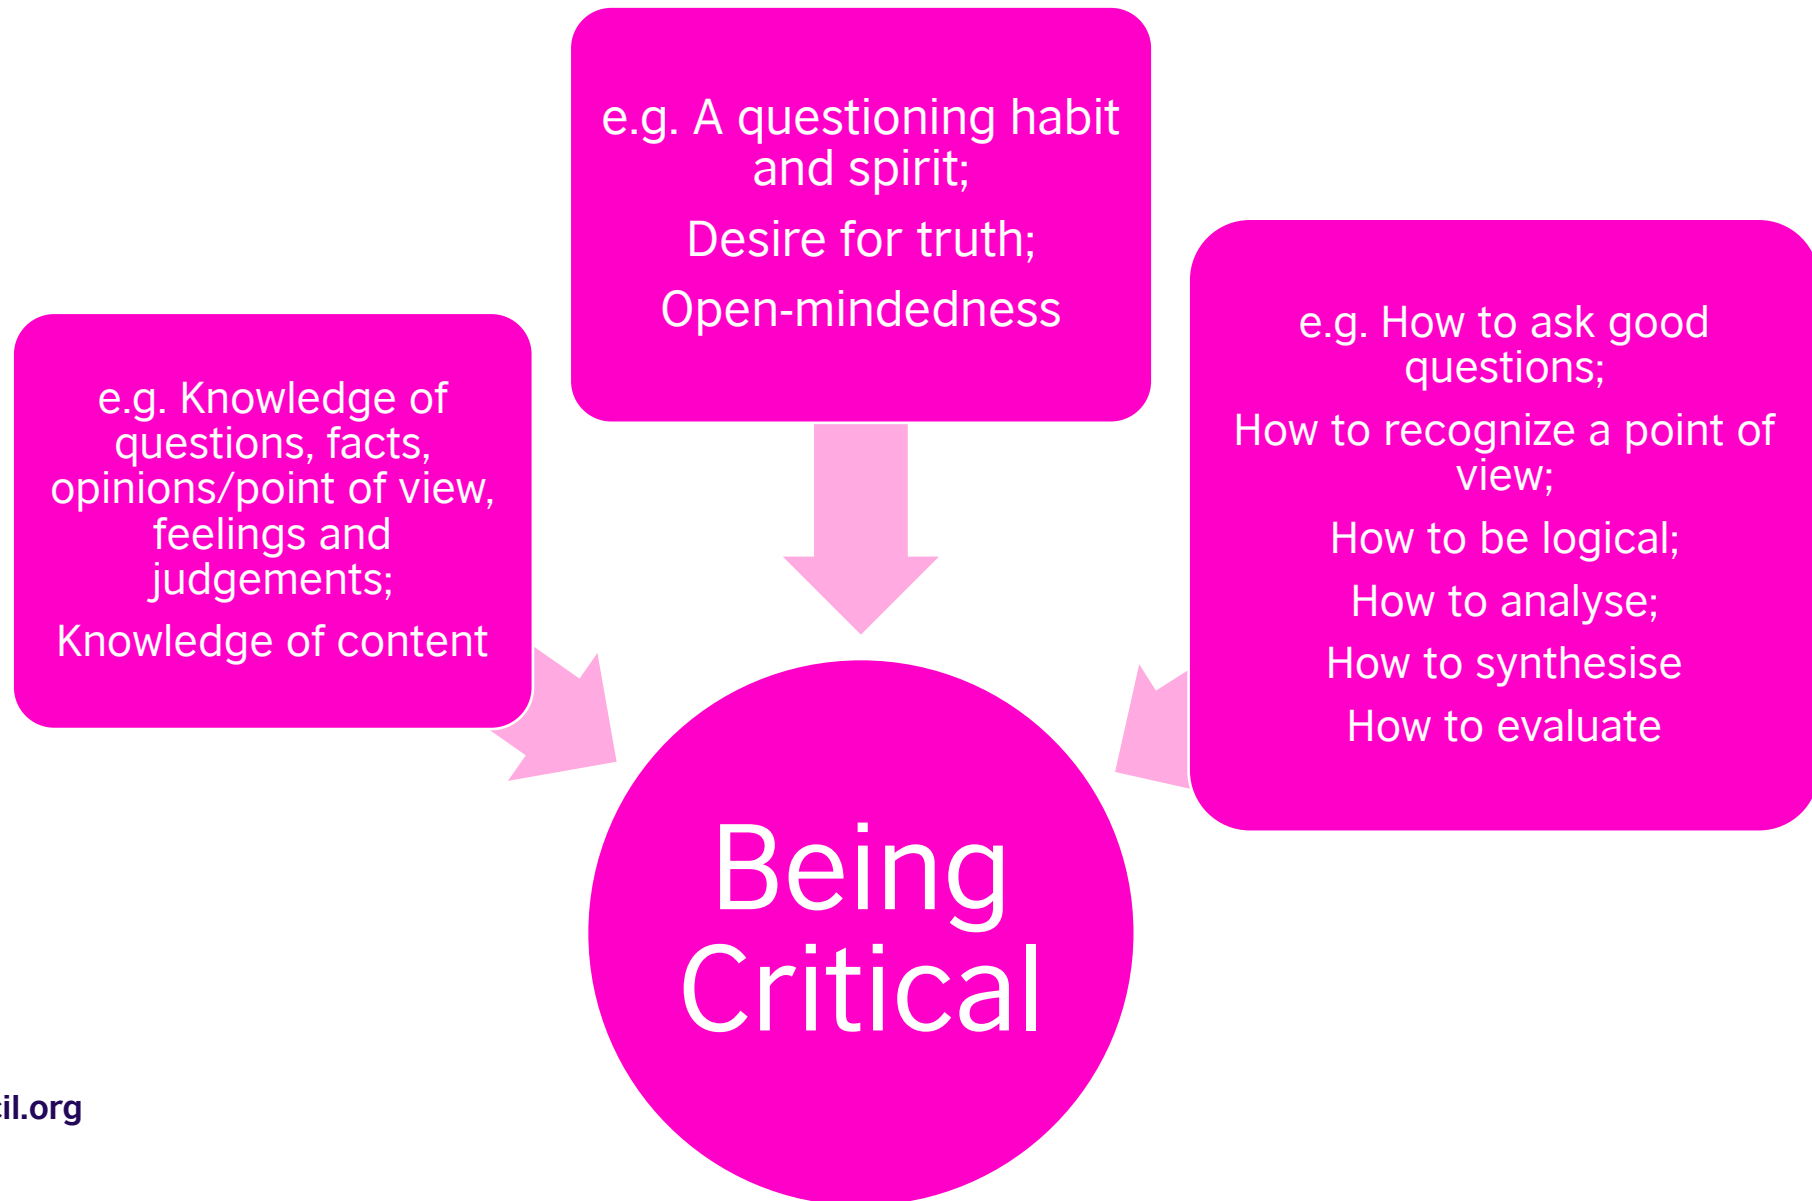 e.g. A questioning habit
and spirit;
Desire for truth;
Open-mindedness
e.g. Knowledge of
questions, facts,
opinions/point of view,
feelings and
judgements;
Knowledge of content
e.g. How to ask good
questions;
How to recognize a point of
view;
How to be logical;
How to analyse;
How to synthesise
How to evaluate
Being
Critical
il.org